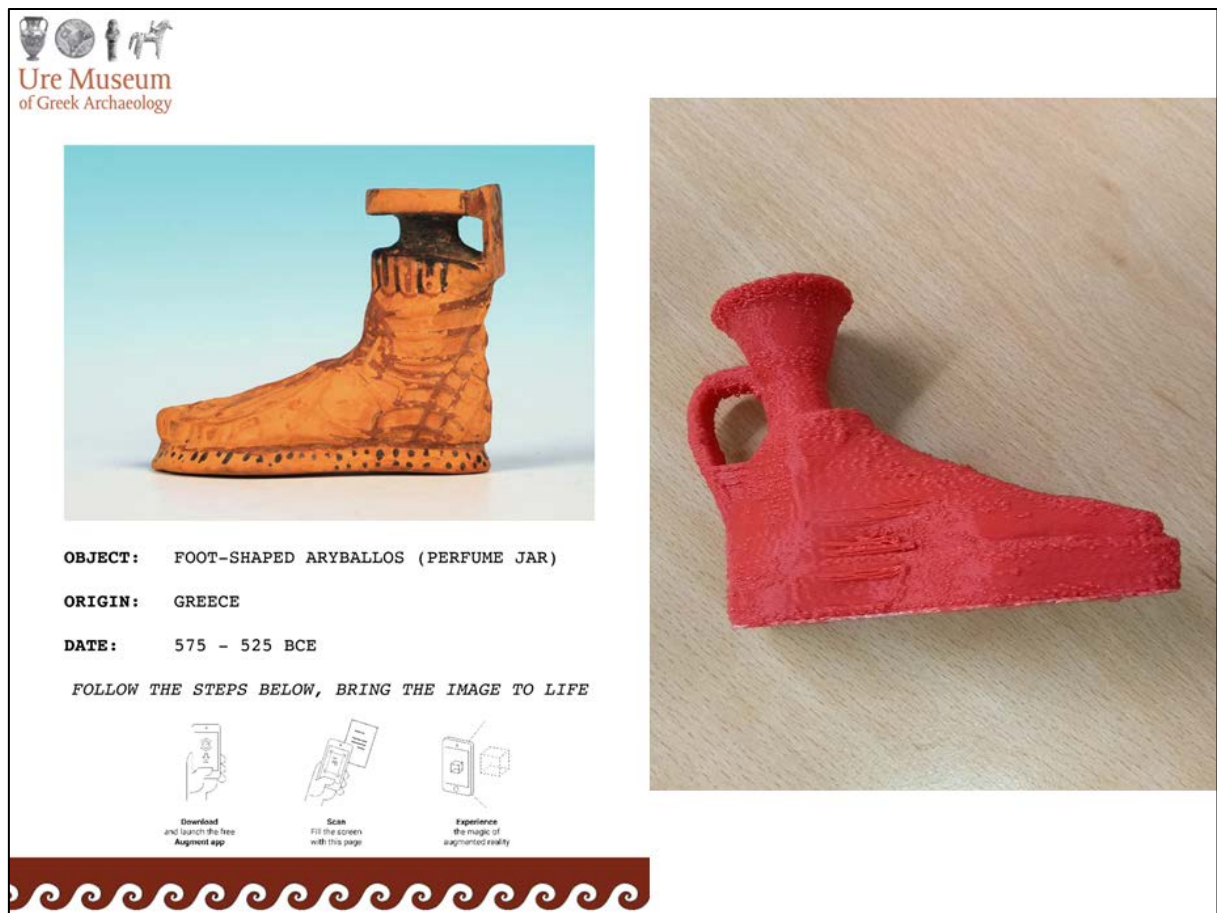 Ure Museum
of Greek Archaeology
OBJECT: FOOT-SHAPED ARYBALLOS (PERFUME JAR)
ORIGIN: GREECE
DATE: 575 – 525 BCE
FOLLOW THE STEPS BELOW, BRING THE IMAGE TO LIFE
Download
and launch the free
Augment app
Scan
Fill the screen
with this page
Experience
the magic of
augmented reality